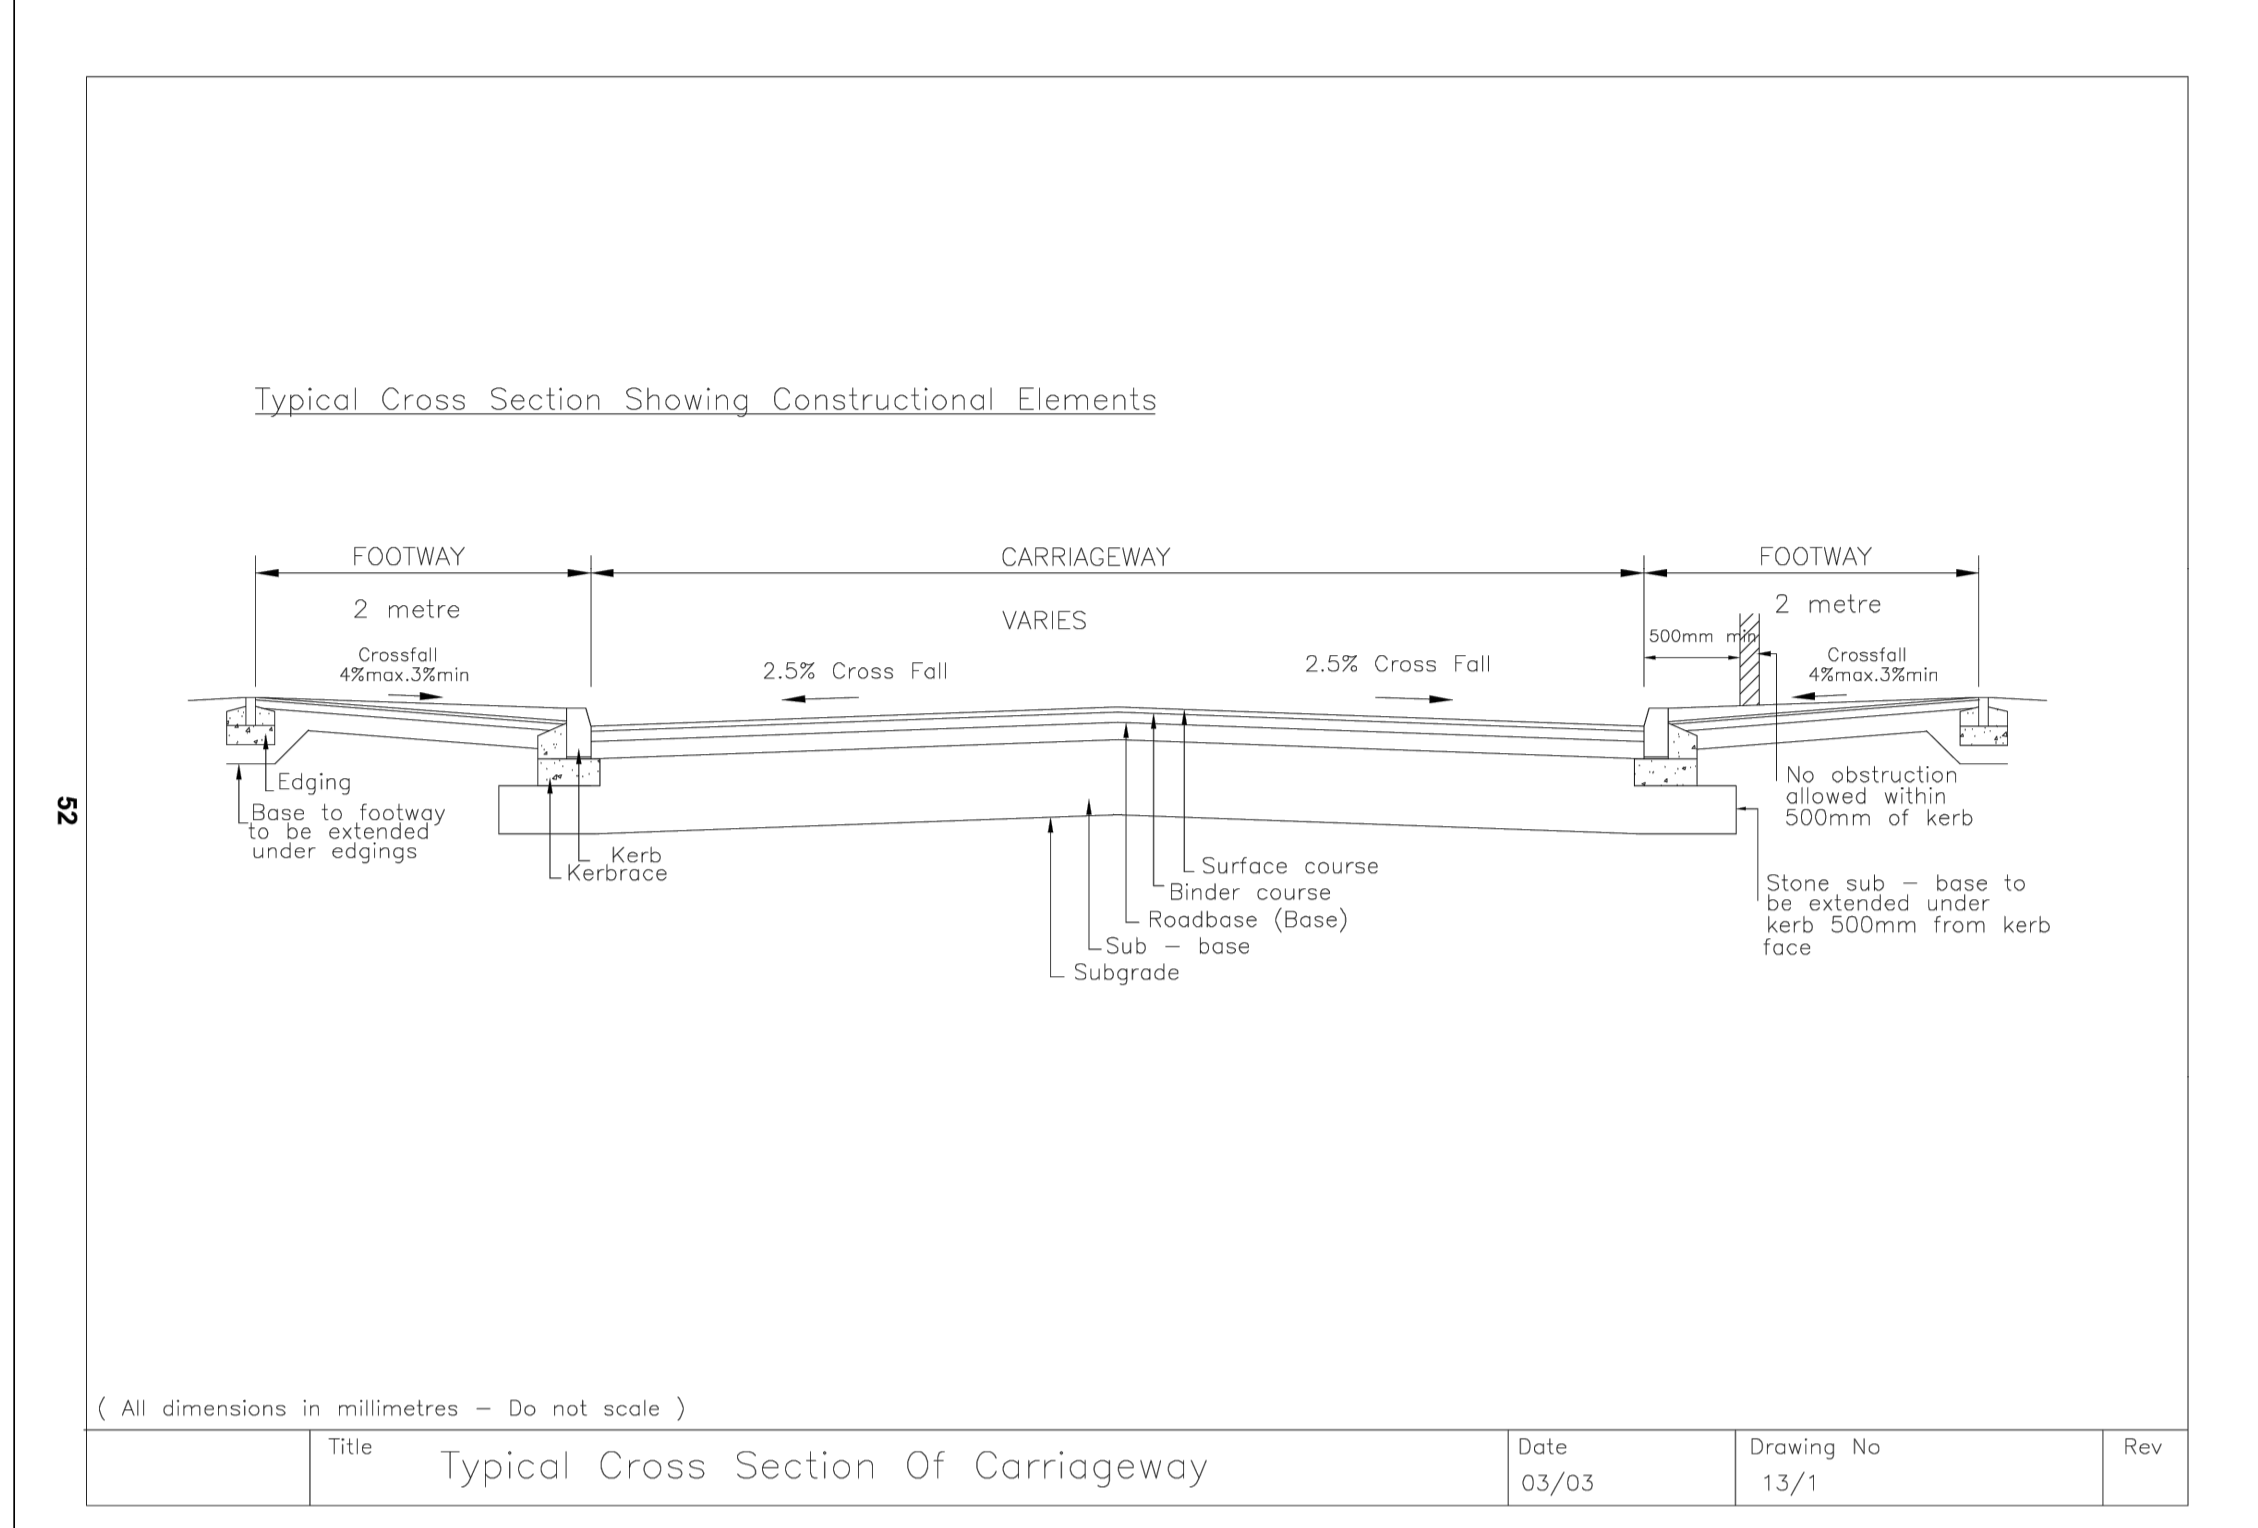 Typical Cross Section Showing Constructional Elements
FOOTWAY
CARRIAGEWAY
FOOTWAY
2 metre
VARIES
2 metre
500mm min
Crossfall
4%max.3%min
2.5% Cross Fall
2.5% Cross Fall
Crossfall
4%max.3%min
Edging
Base to footway
to be extended
under edgings
Kerb
Kerbrace
Surface course
Binder course
Roadbase (Base)
Sub – base
Subgrade
No obstruction
allowed within
500mm of kerb
Stone sub – base to
be extended under
kerb 500mm from kerb
face
52
( All dimensions in millimetres – Do not scale )
Title
Typical Cross Section Of Carriageway
Date
03/03
Drawing No
13/1
Rev